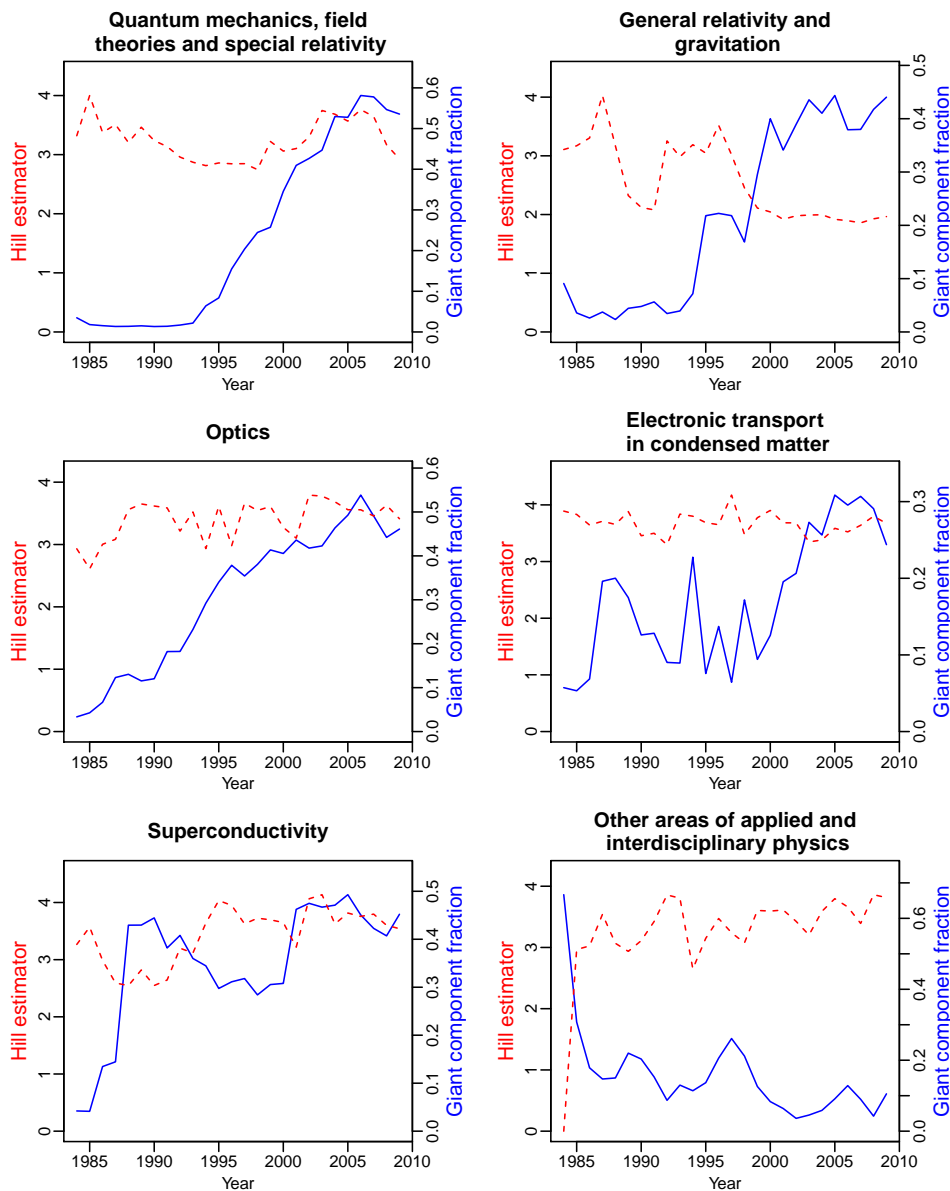 Quantum mechanics, field
theories and special relativity
0 1 2 3 4
Hill estimator
0.0 0.1 0.2 0.3 0.4 0.5 0.6
Giant component fraction
1985 1990 1995 2000 2005 2010
Year
General relativity and
gravitation
0 1 2 3 4
Hill estimator
0.0 0.1 0.2 0.3 0.4 0.5
Giant component fraction
1985 1990 1995 2000 2005 2010
Year
Optics
0 1 2 3 4
Hill estimator
0.0 0.1 0.2 0.3 0.4 0.5 0.6
Giant component fraction
1985 1990 1995 2000 2005 2010
Year
Electronic transport
in condensed matter
0 1 2 3 4
Hill estimator
0.0 0.1 0.2 0.3
Giant component fraction
1985 1990 1995 2000 2005 2010
Year
Superconductivity
0 1 2 3 4
Hill estimator
0.0 0.1 0.2 0.3 0.4 0.5
Giant component fraction
1985 1990 1995 2000 2005 2010
Year
Other areas of applied and
interdisciplinary physics
0 1 2 3 4
Hill estimator
0.0 0.2 0.4 0.6
Giant component fraction
1985 1990 1995 2000 2005 2010
Year